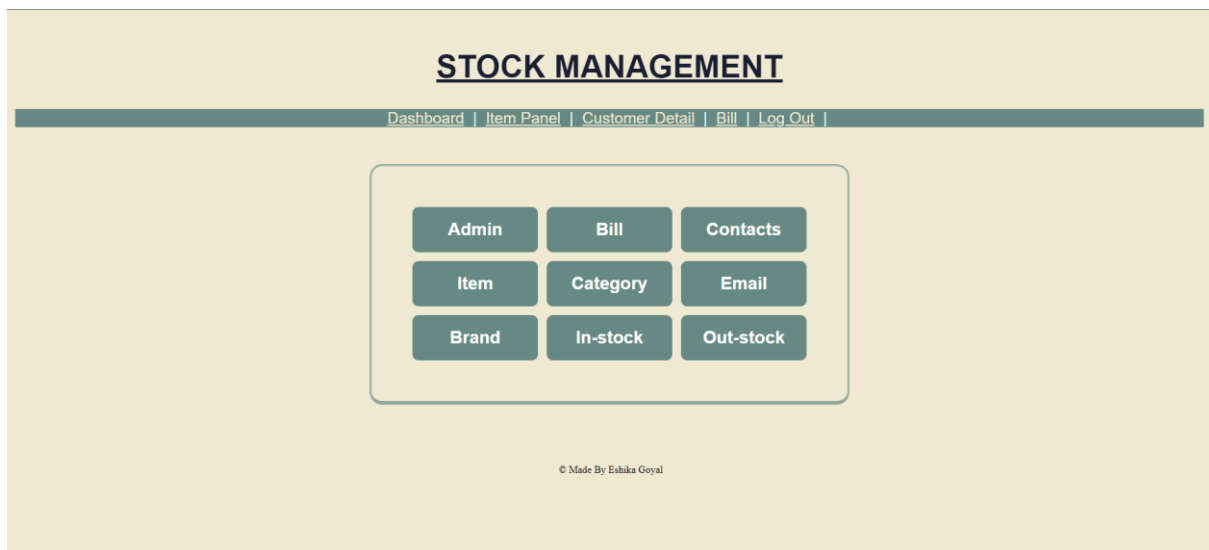 STOCK MANAGEMENT
Dashboard | Item Panel | Customer Detail | Bill | Log Out |
Admin Bill Contacts
Item Category Email
Brand In-stock Out-stock
© Made By Eshika Goyal